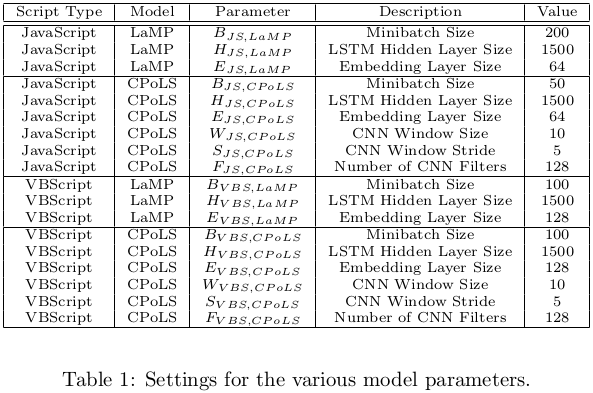 Script Type Model Parameter Description Value
JavaScript LaMP B_{JS,LaMP} Minibatch Size 200
JavaScript LaMP H_{JS,LaMP} LSTM Hidden Layer Size 1500
JavaScript LaMP E_{JS,LaMP} Embedding Layer Size 64
JavaScript CPoLS B_{JS,CPoLS} Minibatch Size 50
JavaScript CPoLS H_{JS,CPoLS} LSTM Hidden Layer Size 1500
JavaScript CPoLS E_{JS,CPoLS} Embedding Layer Size 64
JavaScript CPoLS W_{JS,CPoLS} CNN Window Size 10
JavaScript CPoLS S_{JS,CPoLS} CNN Window Stride 5
JavaScript CPoLS F_{JS,CPoLS} Number of CNN Filters 128
VBScript LaMP B_{VBS,LaMP} Minibatch Size 100
VBScript LaMP H_{VBS,LaMP} LSTM Hidden Layer Size 1500
VBScript LaMP E_{VBS,LaMP} Embedding Layer Size 128
VBScript CPoLS B_{VBS,CPoLS} Minibatch Size 100
VBScript CPoLS H_{VBS,CPoLS} LSTM Hidden Layer Size 1500
VBScript CPoLS E_{VBS,CPoLS} Embedding Layer Size 128
VBScript CPoLS W_{VBS,CPoLS} CNN Window Size 10
VBScript CPoLS S_{VBS,CPoLS} CNN Window Stride 5
VBScript CPoLS F_{VBS,CPoLS} Number of CNN Filters 128
Table 1: Settings for the various model parameters.